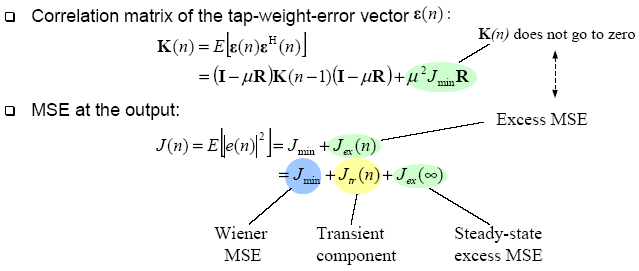 ❑ Correlation matrix of the tap-weight-error vector ε(n) :
K(n) does not go to zero
K(n) = E[ε(n)ε^H(n)]
= (I − μR)K(n−1)(I − μR) + μ²J_min R
❑ MSE at the output:
Excess MSE
J(n) = E[|e(n)|²] = J_min + J_ex(n)
= J_min + J_tr(n) + J_ex(∞)
Wiener MSE
Transient component
Steady-state excess MSE